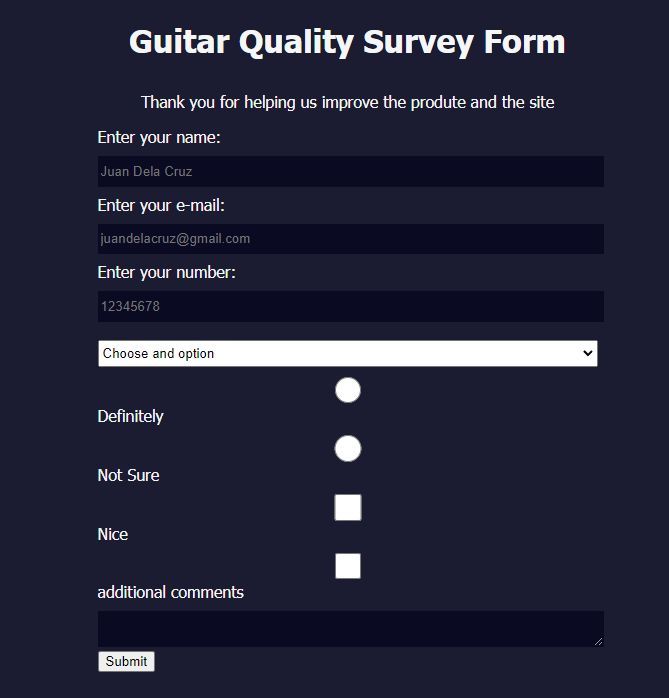 Guitar Quality Survey Form
Thank you for helping us improve the produte and the site
Enter your name:
Juan Dela Cruz
Enter your e-mail:
juandelacruz@gmail.com
Enter your number:
12345678
Choose and option
Definitely
Not Sure
Nice
additional comments
Submit